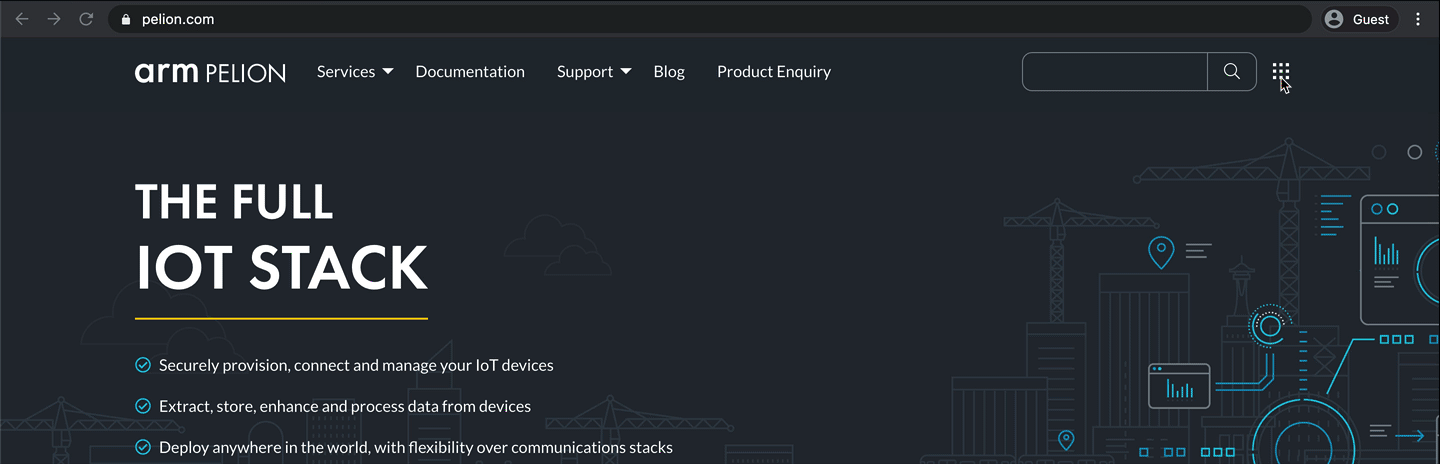 pelion.com
Guest
arm PELION Services Documentation Support Blog Product Enquiry
THE FULL
IOT STACK
Securely provision, connect and manage your IoT devices
Extract, store, enhance and process data from devices
Deploy anywhere in the world, with flexibility over communications stacks